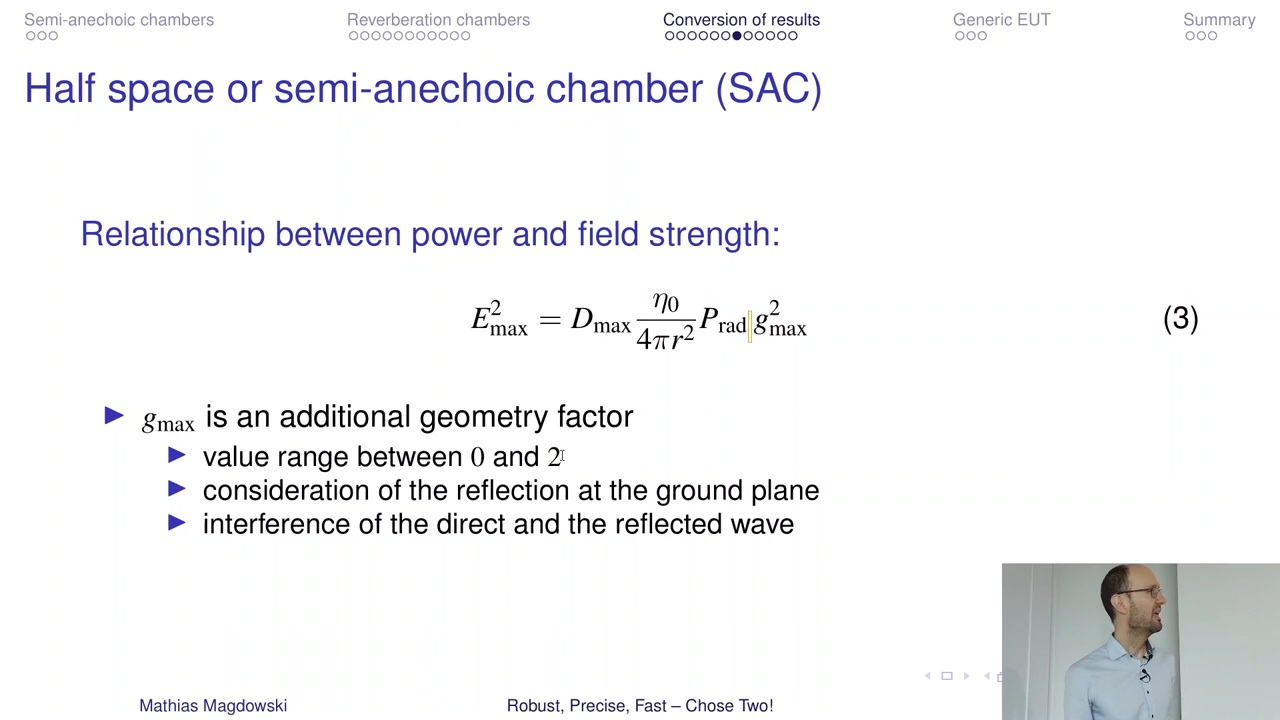 Semi-anechoic chambers Reverberation chambers Conversion of results Generic EUT Summary
Half space or semi-anechoic chamber (SAC)
Relationship between power and field strength:
E²max = Dmax η0/4πr² Prad g²max (3)
gmax is an additional geometry factor
value range between 0 and 2
consideration of the reflection at the ground plane
interference of the direct and the reflected wave
Mathias Magdowski Robust, Precise, Fast – Chose Two!